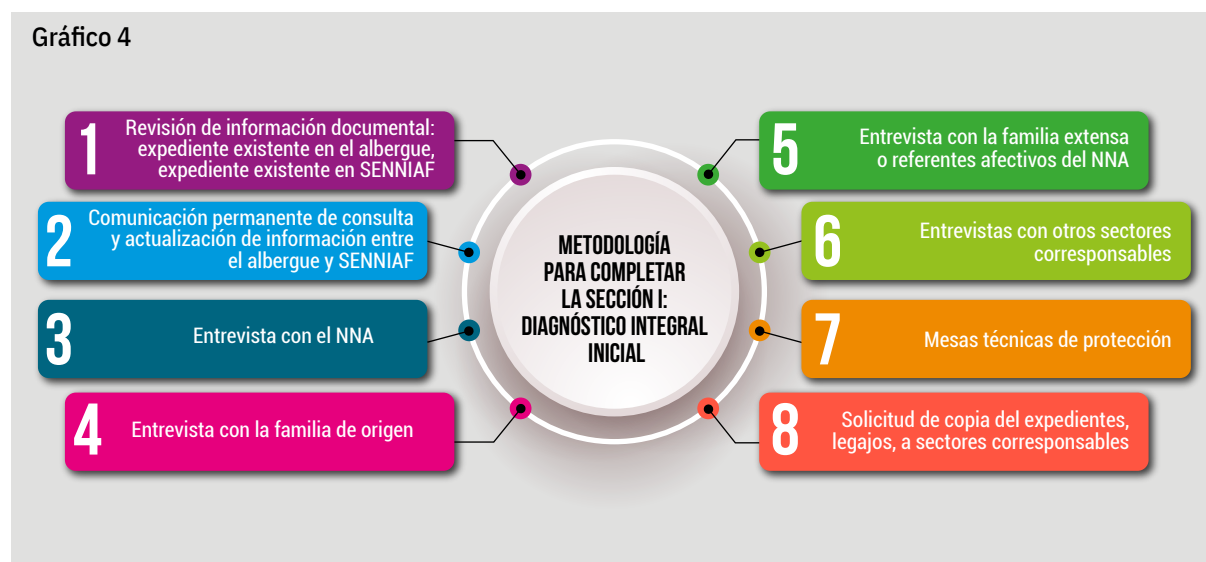 Gráfico 4
1
Revisión de información documental:
expediente existente en el albergue,
expediente existente en SENNIAF
2
Comunicación permanente de consulta
y actualización de información entre
el albergue y SENNIAF
3
Entrevista con el NNA
4
Entrevista con la familia de origen
METODOLOGÍA
PARA COMPLETAR
LA SECCIÓN I:
DIAGNÓSTICO INTEGRAL
INICIAL
5
Entrevista con la familia extensa
o referentes afectivos del NNA
6
Entrevistas con otros sectores
corresponsables
7
Mesas técnicas de protección
8
Solicitud de copia del expedientes,
legajos, a sectores corresponsables